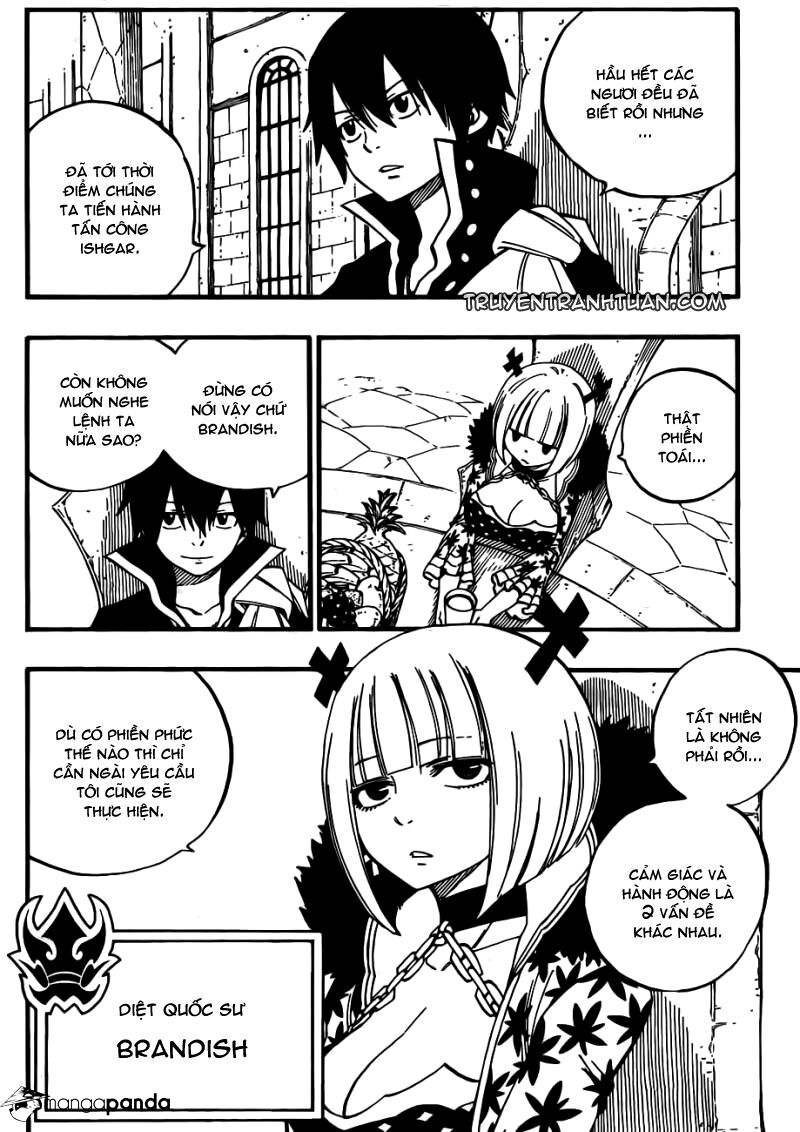 HẦU HẾT CÁC
NGƯƠI ĐỀU ĐÃ
BIẾT RỒI NHƯNG
...
ĐÃ TỚI THỜI
ĐIỂM CHÚNG
TA TIẾN HÀNH
TẤN CÔNG
ISHGAR.
TRUYENTRANHTUAN.COM
THẬT
PHIỀN
TOÁI...
ĐỪNG CÓ
NÓI VẬY CHỨ
BRANDISH.
CÒN KHÔNG
MUỐN NGHE
LỆNH TA
NỮA SAO?
TẤT NHIÊN
LÀ KHÔNG
PHẢI RỒI...
CẢM GIÁC VÀ
HÀNH ĐỘNG LÀ
2 VẤN ĐỀ
KHÁC NHAU.
DÙ CÓ PHIỀN PHỨC
THẾ NÀO THÌ CHỈ
CẦN NGÀI YÊU CẦU
TÔI CŨNG SẼ
THỰC HIỆN.
DIỆT QUỐC SƯ
BRANDISH
mangapanda